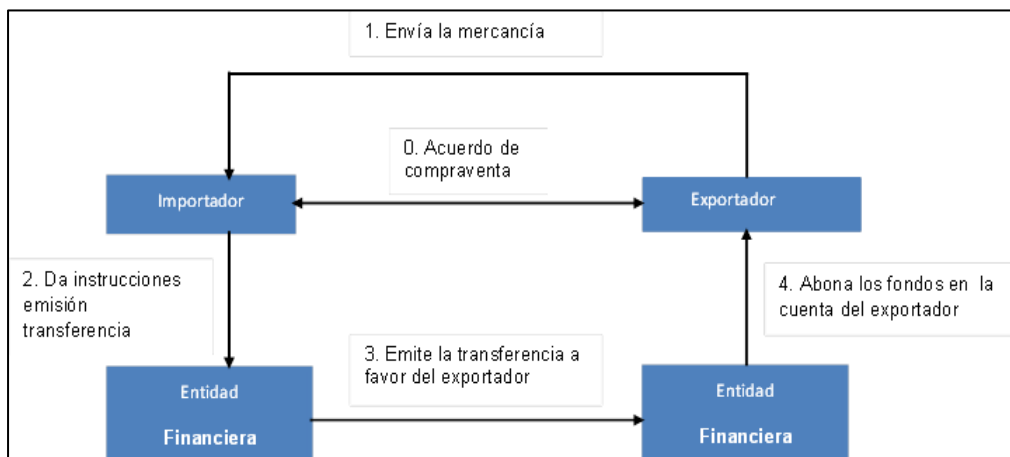 1. Envía la mercancía
0. Acuerdo de
compraventa
Importador
Exportador
2. Da instrucciones
emisión
transferencia
4. Abona los fondos en la
cuenta del exportador
3. Emite la transferencia a
favor del exportador
Entidad
Financiera
Entidad
Financiera